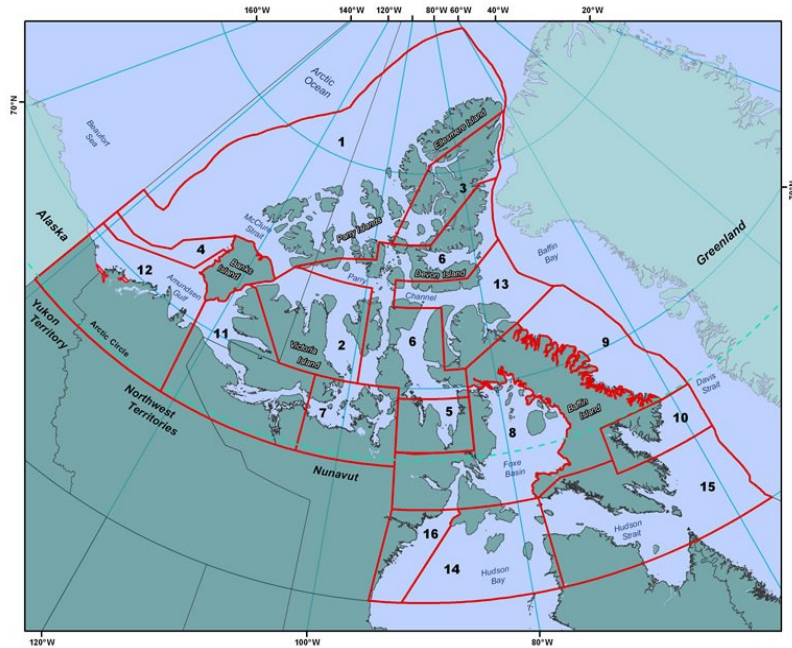 160°W
140°W
120°W
100°W
80°W
60°W
40°W
20°W
70°N
Arctic
Ocean
Beaufort
Sea
1
Ellesmere Island
3
70°N
Alaska
McClure
Strait
Parry Islands
Greenland
4
Banks
Island
6
Devon Island
Baffin
Bay
12
Amundsen
Gulf
Parry
Channel
13
Yukon
Territory
Arctic Circle
11
Victoria
Island
2
6
9
Davis
Strait
Northwest
Territories
7
5
8
Baffin
Island
10
Nunavut
Foxe
Basin
15
16
14
Hudson
Bay
Hudson
Strait
120°W
100°W
80°W